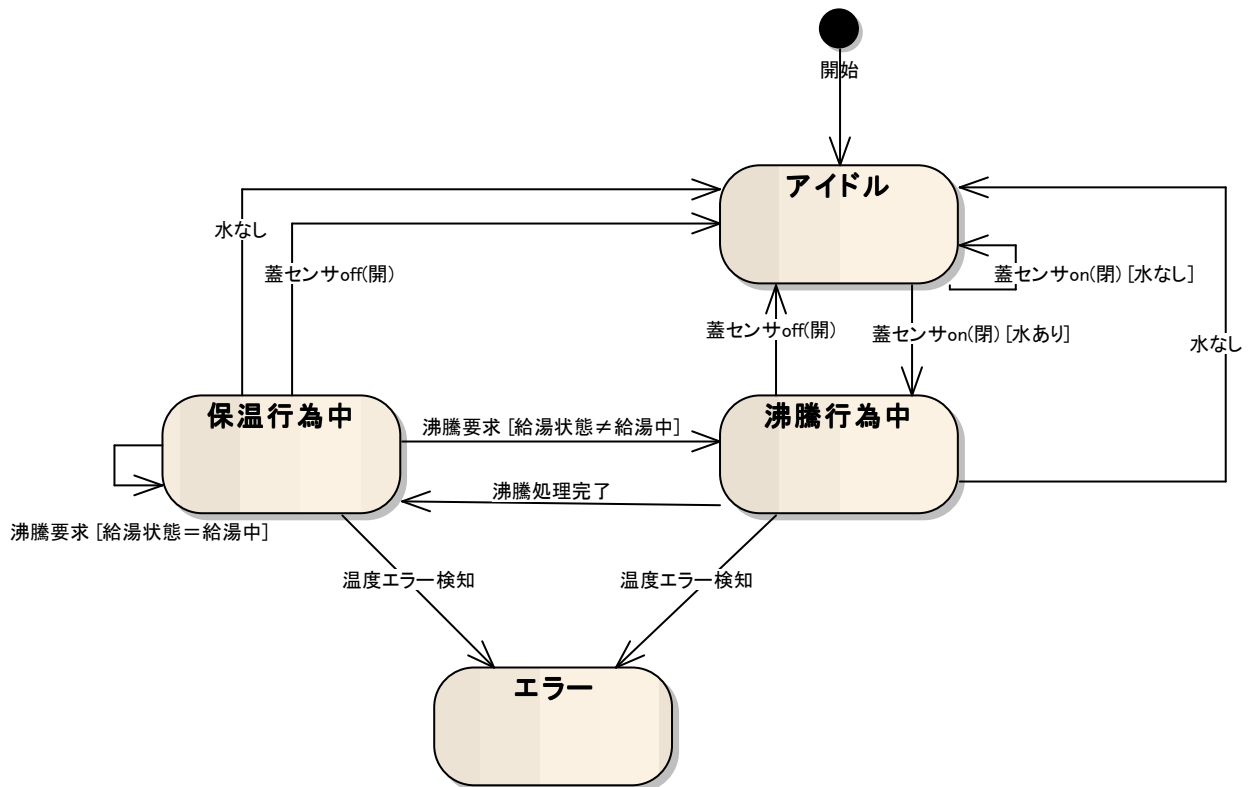 開始
アイドル
水なし
蓋センサoff(開)
蓋センサon(閉) [水なし]
蓋センサoff(開)
蓋センサon(閉) [水あり]
水なし
保温行為中
沸騰行為中
沸騰要求 [給湯状態≠給湯中]
沸騰処理完了
沸騰要求 [給湯状態＝給湯中]
温度エラー検知
温度エラー検知
エラー